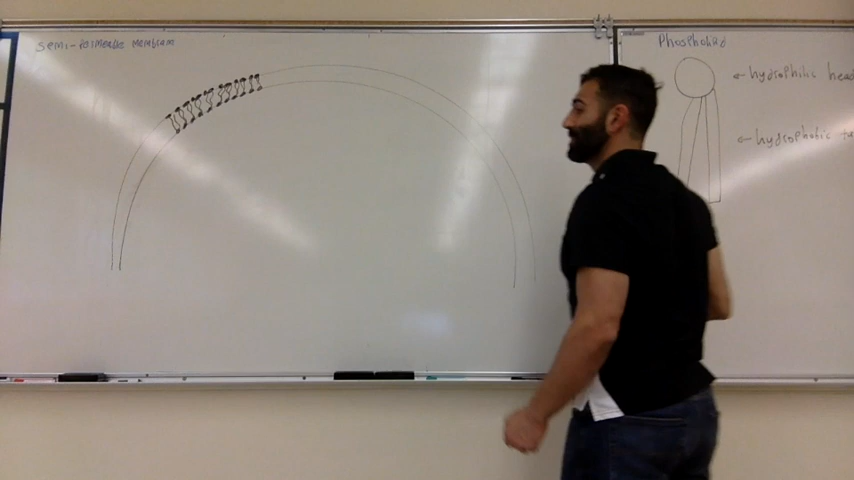 semi-permeable Membrane
Phospholipid
← hydrophilic head
← hydrophobic